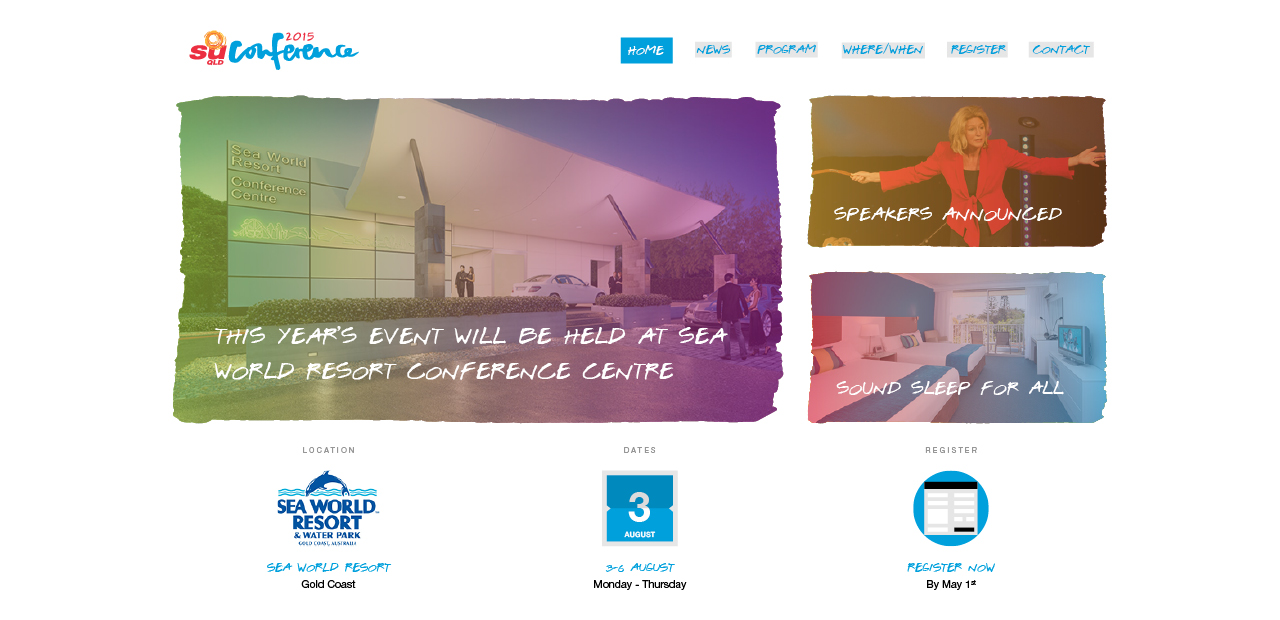 su QLD conference 2015
HOME NEWS PROGRAM WHERE/WHEN REGISTER CONTACT
Sea World
Resort
Conference
Centre
THIS YEAR'S EVENT WILL BE HELD AT SEA
WORLD RESORT CONFERENCE CENTRE
SPEAKERS ANNOUNCED
SOUND SLEEP FOR ALL
LOCATION
SEA WORLD
RESORT
& WATER PARK
GOLD COAST, AUSTRALIA
SEA WORLD RESORT
Gold Coast
DATES
3
AUGUST
3-6 AUGUST
Monday - Thursday
REGISTER
REGISTER NOW
By May 1st